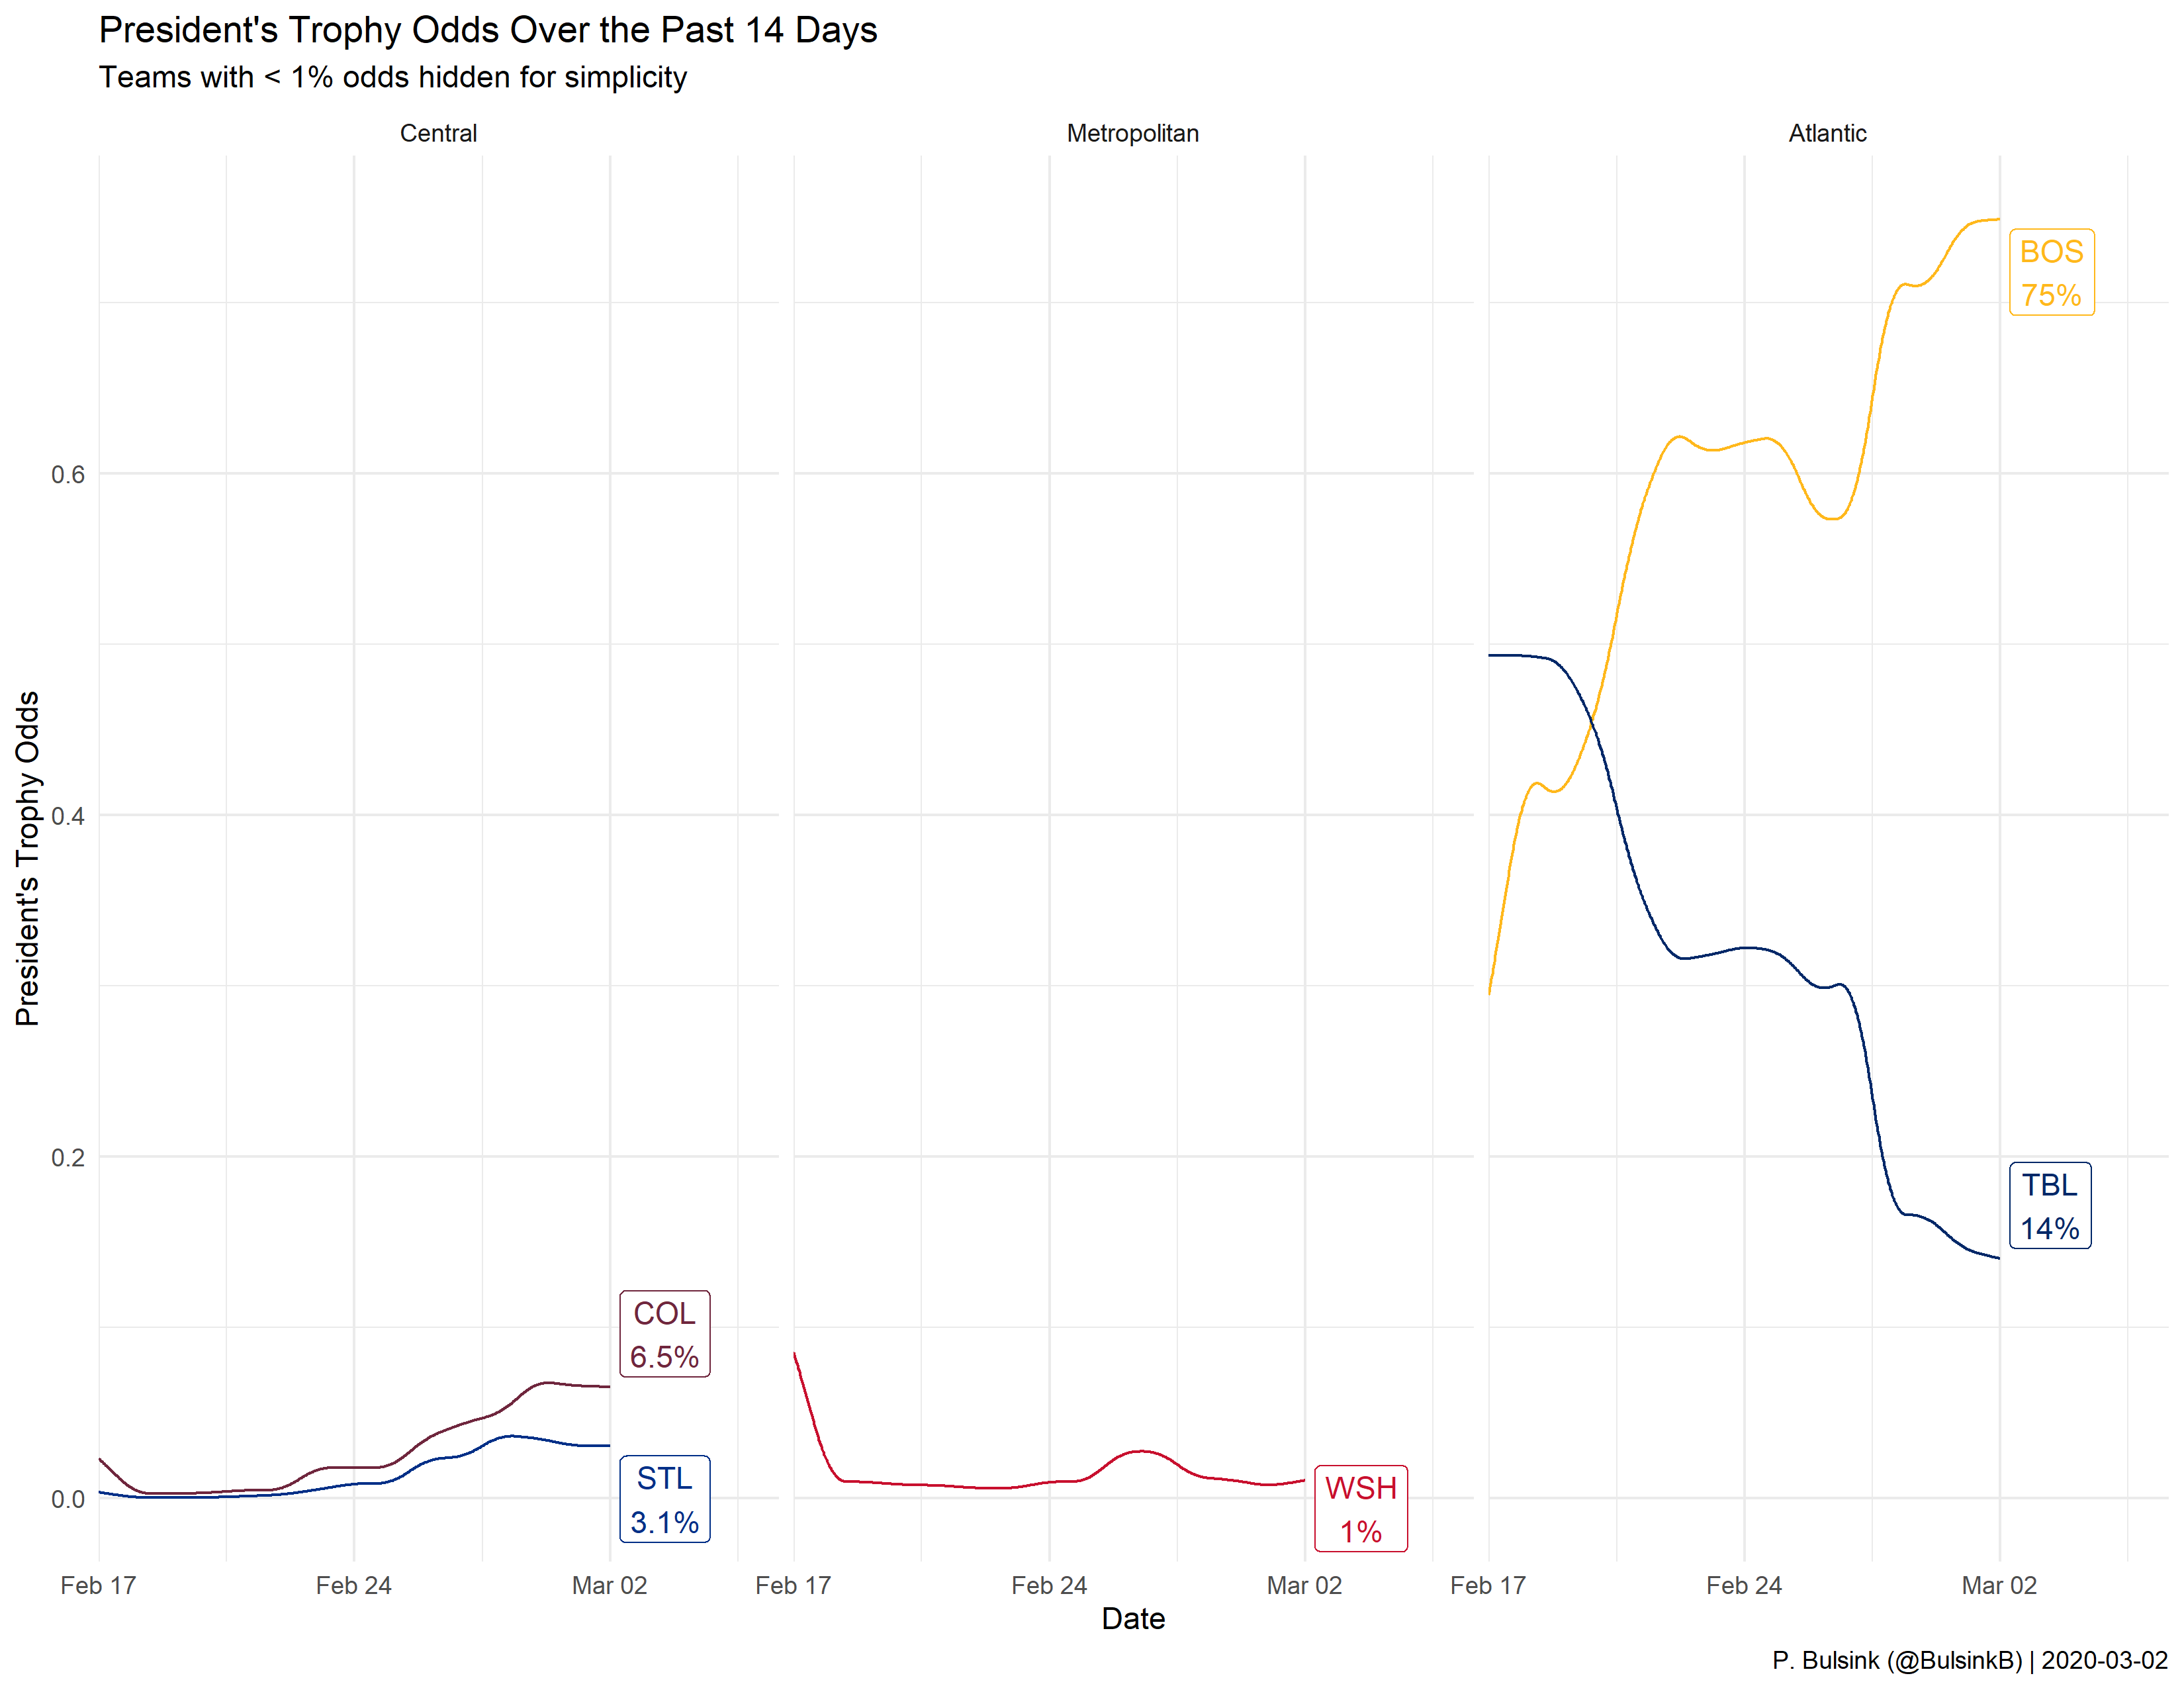 President's Trophy Odds Over the Past 14 Days
Teams with < 1% odds hidden for simplicity
Central
Metropolitan
Atlantic
President's Trophy Odds
0.6
0.4
0.2
0.0
COL
6.5%
STL
3.1%
WSH
1%
BOS
75%
TBL
14%
Feb 17 Feb 24 Mar 02
Feb 17 Feb 24 Mar 02
Feb 17 Feb 24 Mar 02
Date
P. Bulsink (@BulsinkB) | 2020-03-02